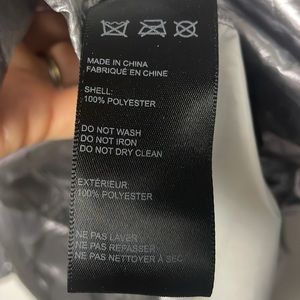 MADE IN CHINA
FABRIQUÉ EN CHINE
SHELL:
100% POLYESTER
DO NOT WASH
DO NOT IRON
DO NOT DRY CLEAN
EXTÉRIEUR:
100% POLYESTER
NE PAS LAVER
NE PAS REPASSER
NE PAS NETTOYER À SEC